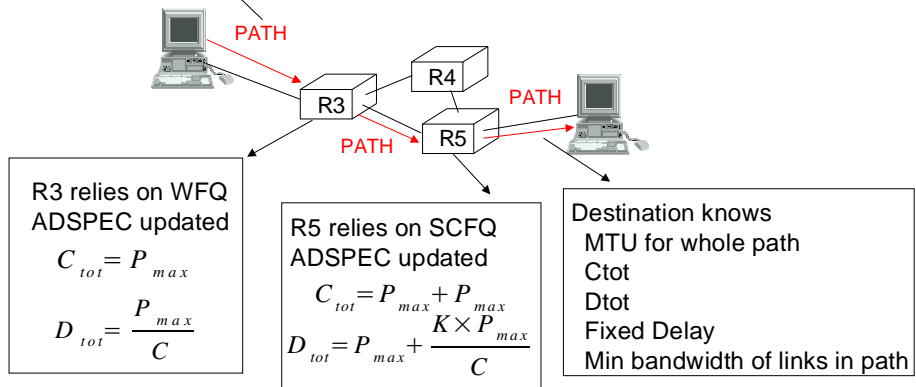 PATH
R4
R3
PATH
R5
PATH
R3 relies on WFQ
ADSPEC updated
C_tot = P_max
D_tot = P_max / C
R5 relies on SCFQ
ADSPEC updated
C_tot = P_max + P_max
D_tot = P_max + K × P_max / C
Destination knows
MTU for whole path
Ctot
Dtot
Fixed Delay
Min bandwidth of links in path